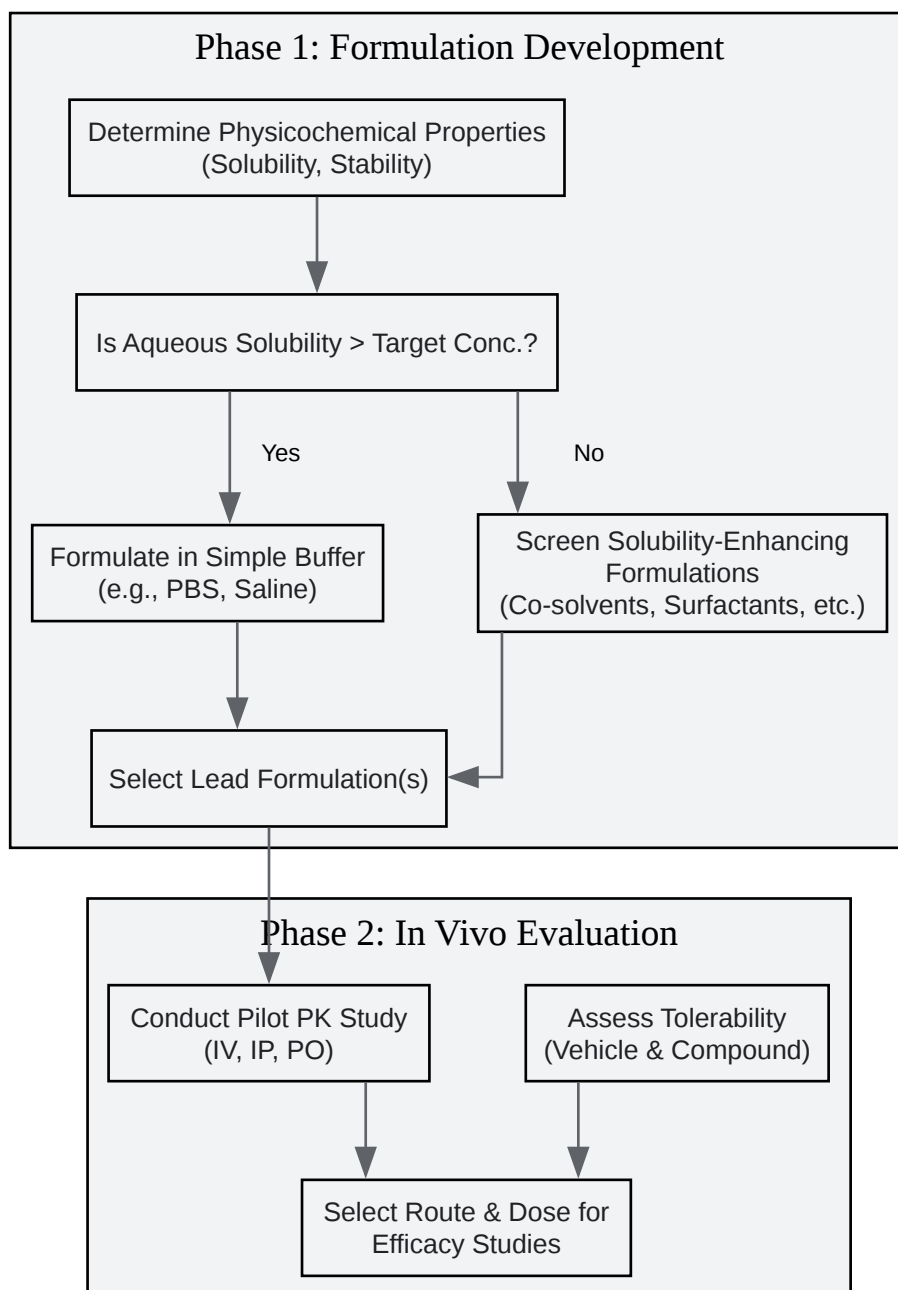 Phase 1: Formulation Development
Determine Physicochemical Properties
(Solubility, Stability)
Is Aqueous Solubility > Target Conc.?
Yes
No
Formulate in Simple Buffer
(e.g., PBS, Saline)
Screen Solubility-Enhancing
Formulations
(Co-solvents, Surfactants, etc.)
Select Lead Formulation(s)
Phase 2: In Vivo Evaluation
Conduct Pilot PK Study
(IV, IP, PO)
Assess Tolerability
(Vehicle & Compound)
Select Route & Dose for
Efficacy Studies